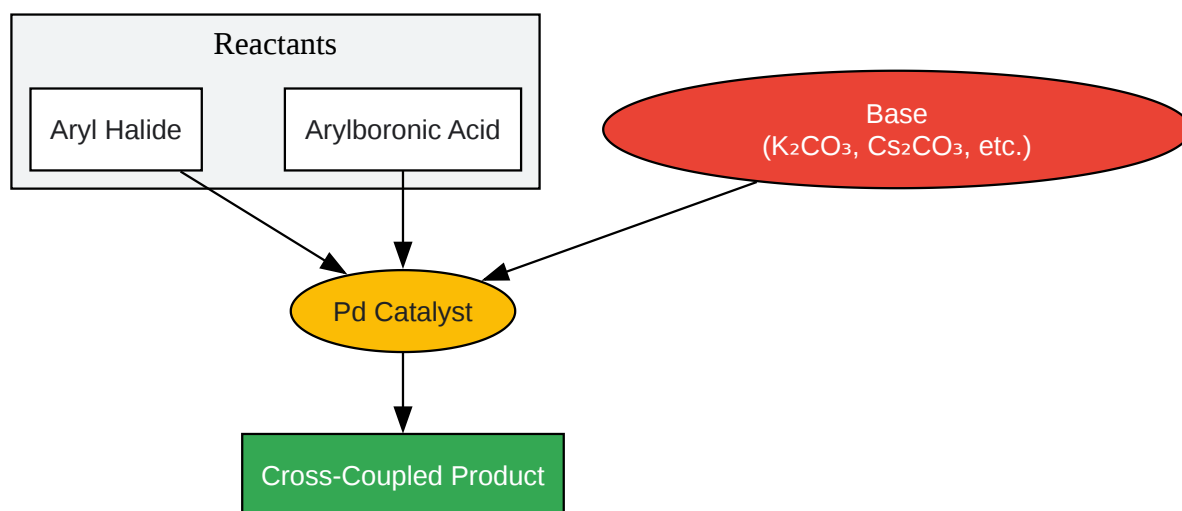 Reactants
Aryl Halide
Arylboronic Acid
Base
(K₂CO₃, Cs₂CO₃, etc.)
Pd Catalyst
Cross-Coupled Product